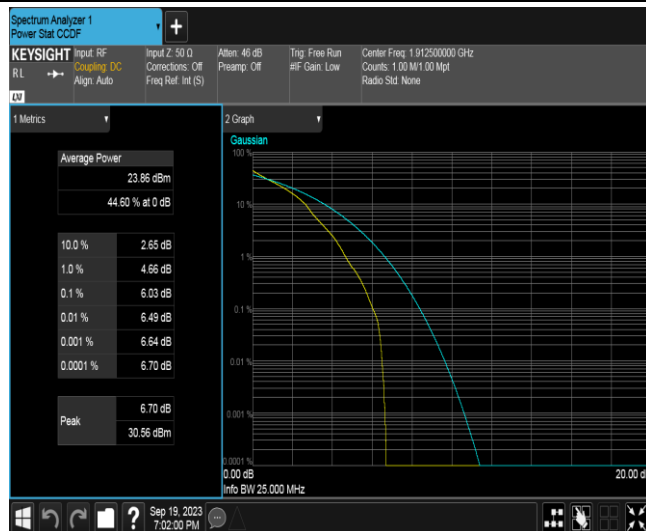 Spectrum Analyzer 1
Power Stat CCDF
+
KEYSIGHT
RL
Input: RF
Coupling: DC
Align: Auto
Input Z: 50 Ω
Corrections: Off
Freq Ref: Int (S)
Atten: 46 dB
Preamp: Off
Trig: Free Run
#IF Gain: Low
Center Freq: 1.912500000 GHz
Counts: 1.00 M/1.00 Mpt
Radio Std: None
1 Metrics
Average Power
23.86 dBm
44.60 % at 0 dB
10.0 % 2.65 dB
1.0 % 4.66 dB
0.1 % 6.03 dB
0.01 % 6.49 dB
0.001 % 6.64 dB
0.0001 % 6.70 dB
Peak
6.70 dB
30.56 dBm
2 Graph
Gaussian
100 %
10 %
1 %
0.1 %
0.01 %
0.001 %
0.0001 %
0.00 dB
20.00 d
Info BW 25.000 MHz
?
Sep 19, 2023
7:02:00 PM